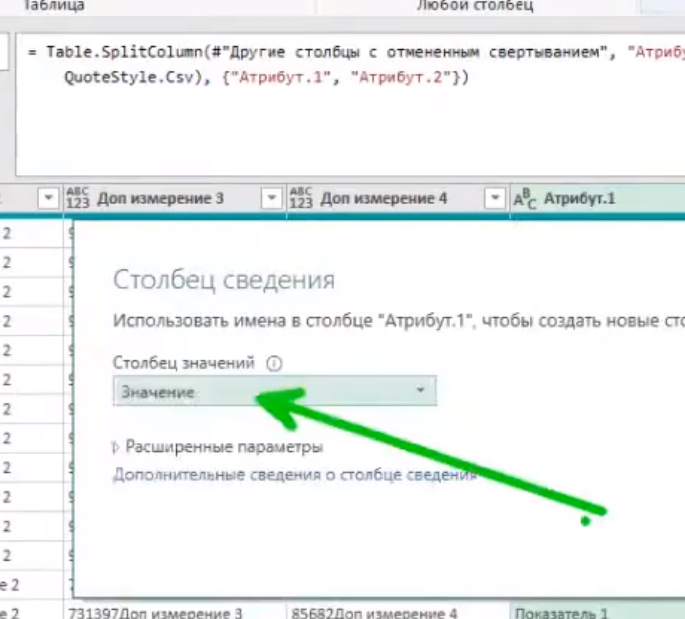 Таблица
Любой столбец
= Table.SplitColumn(#"Другие столбцы с отмененным свертыванием", "Атрибу
QuoteStyle.Csv), {"Атрибут.1", "Атрибут.2"})
ABC 123 Доп измерение 3 ABC 123 Доп измерение 4 ABC Атрибут.1
2
2
Столбец сведения
2
Использовать имена в столбце "Атрибут.1", чтобы создать новые сто
2
Столбец значений
2
Значение
2
2
2
Расширенные параметры
2
Дополнительные сведения о столбце сведения
2
2
2
е 2
е 2 731397Доп измерение 3 85682Доп измерение 4 Показатель 1